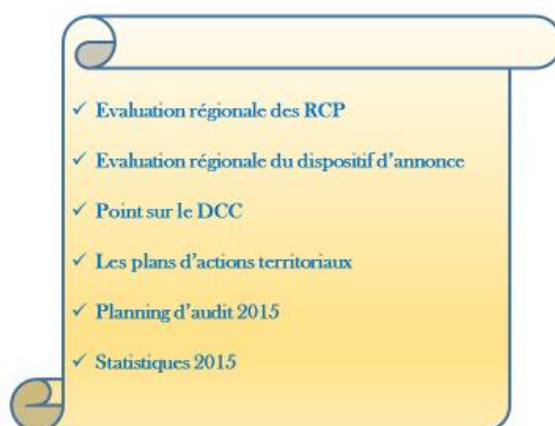 ✓ Evaluation régionale des RCP
✓ Evaluation régionale du dispositif d'annonce
✓ Point sur le DCC
✓ Les plans d'actions territoriaux
✓ Planning d'audit 2015
✓ Statistiques 2015